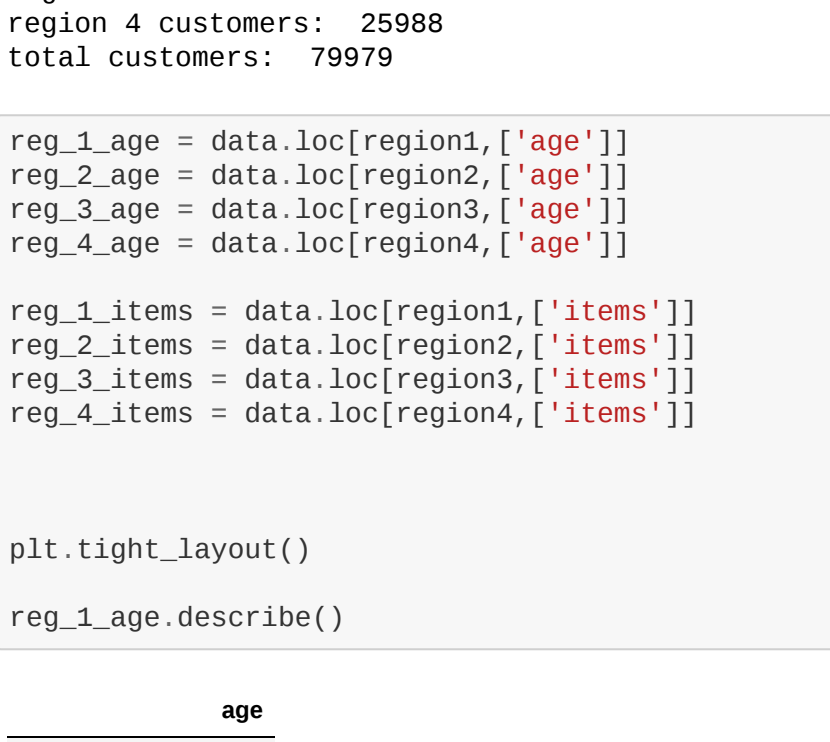 region 4 customers:  25988
total customers:  79979
reg_1_age = data.loc[region1,['age']]
reg_2_age = data.loc[region2,['age']]
reg_3_age = data.loc[region3,['age']]
reg_4_age = data.loc[region4,['age']]
reg_1_items = data.loc[region1,['items']]
reg_2_items = data.loc[region2,['items']]
reg_3_items = data.loc[region3,['items']]
reg_4_items = data.loc[region4,['items']]
plt.tight_layout()
reg_1_age.describe()
age